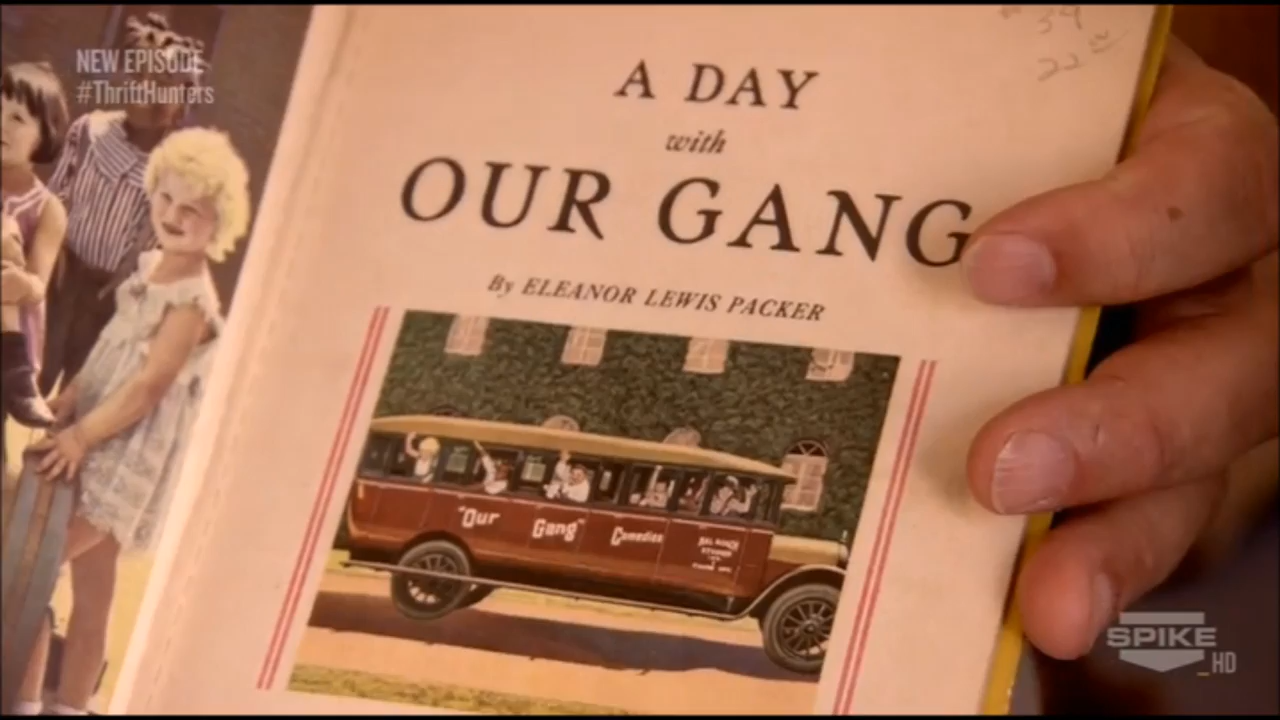 NEW EPISODE
#ThriftHunters
A DAY
with
OUR GANG
By ELEANOR LEWIS PACKER
"Our Gang" Comedies
SPIKE
HD